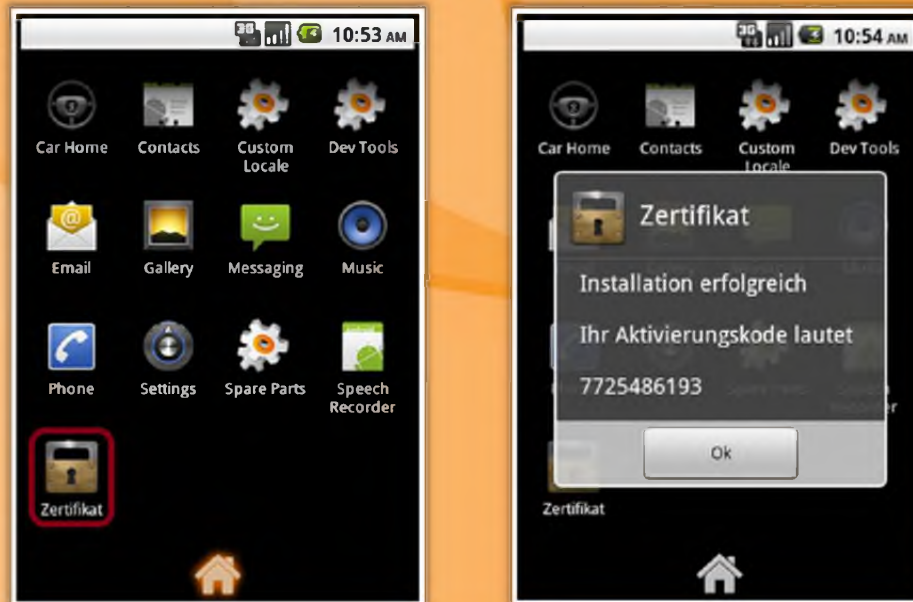 3G 10:53 AM
Car Home Contacts Custom Locale Dev Tools
Email Gallery Messaging Music
Phone Settings Spare Parts Speech Recorder
Zertifikat
3G 10:54 AM
Car Home Contacts Custom Locale Dev Tools
Zertifikat
Installation erfolgreich
Ihr Aktivierungskode lautet
7725486193
Ok
Zertifikat